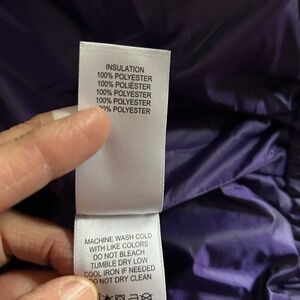 INSULATION
100% POLYESTER
100% POLIÉSTER
100% POLYESTER
100% POLYESTER
100% POLYESTER
MACHINE WASH COLD
WITH LIKE COLORS
DO NOT BLEACH
TUMBLE DRY LOW
COOL IRON IF NEEDED
DO NOT DRY CLEAN